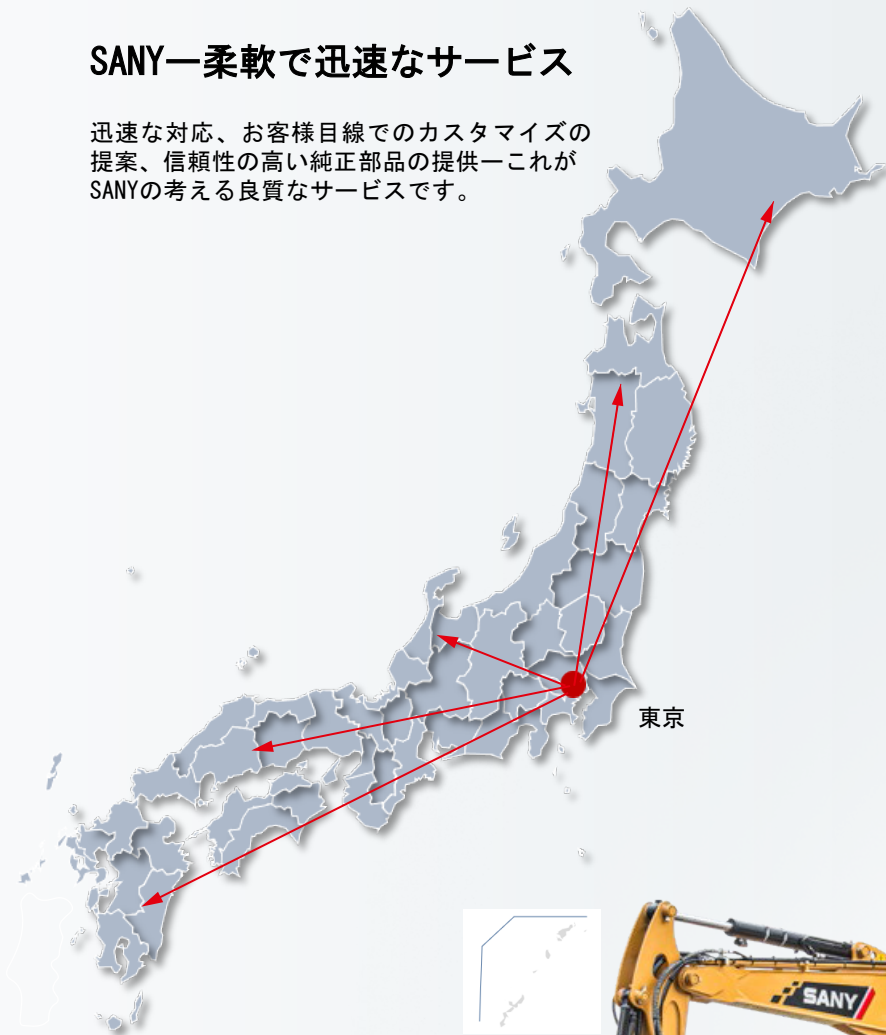 SANYー柔軟で迅速なサービス
迅速な対応、お客様目線でのカスタマイズの
提案、信頼性の高い純正部品の提供ーこれが
SANYの考える良質なサービスです。
東京
SANY